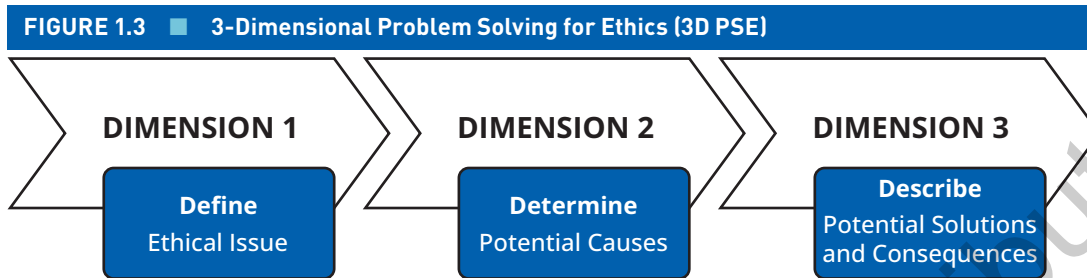 FIGURE 1.3 ■ 3-Dimensional Problem Solving for Ethics (3D PSE)
DIMENSION 1
DIMENSION 2
DIMENSION 3
Define
Ethical Issue
Determine
Potential Causes
Describe
Potential Solutions
and Consequences